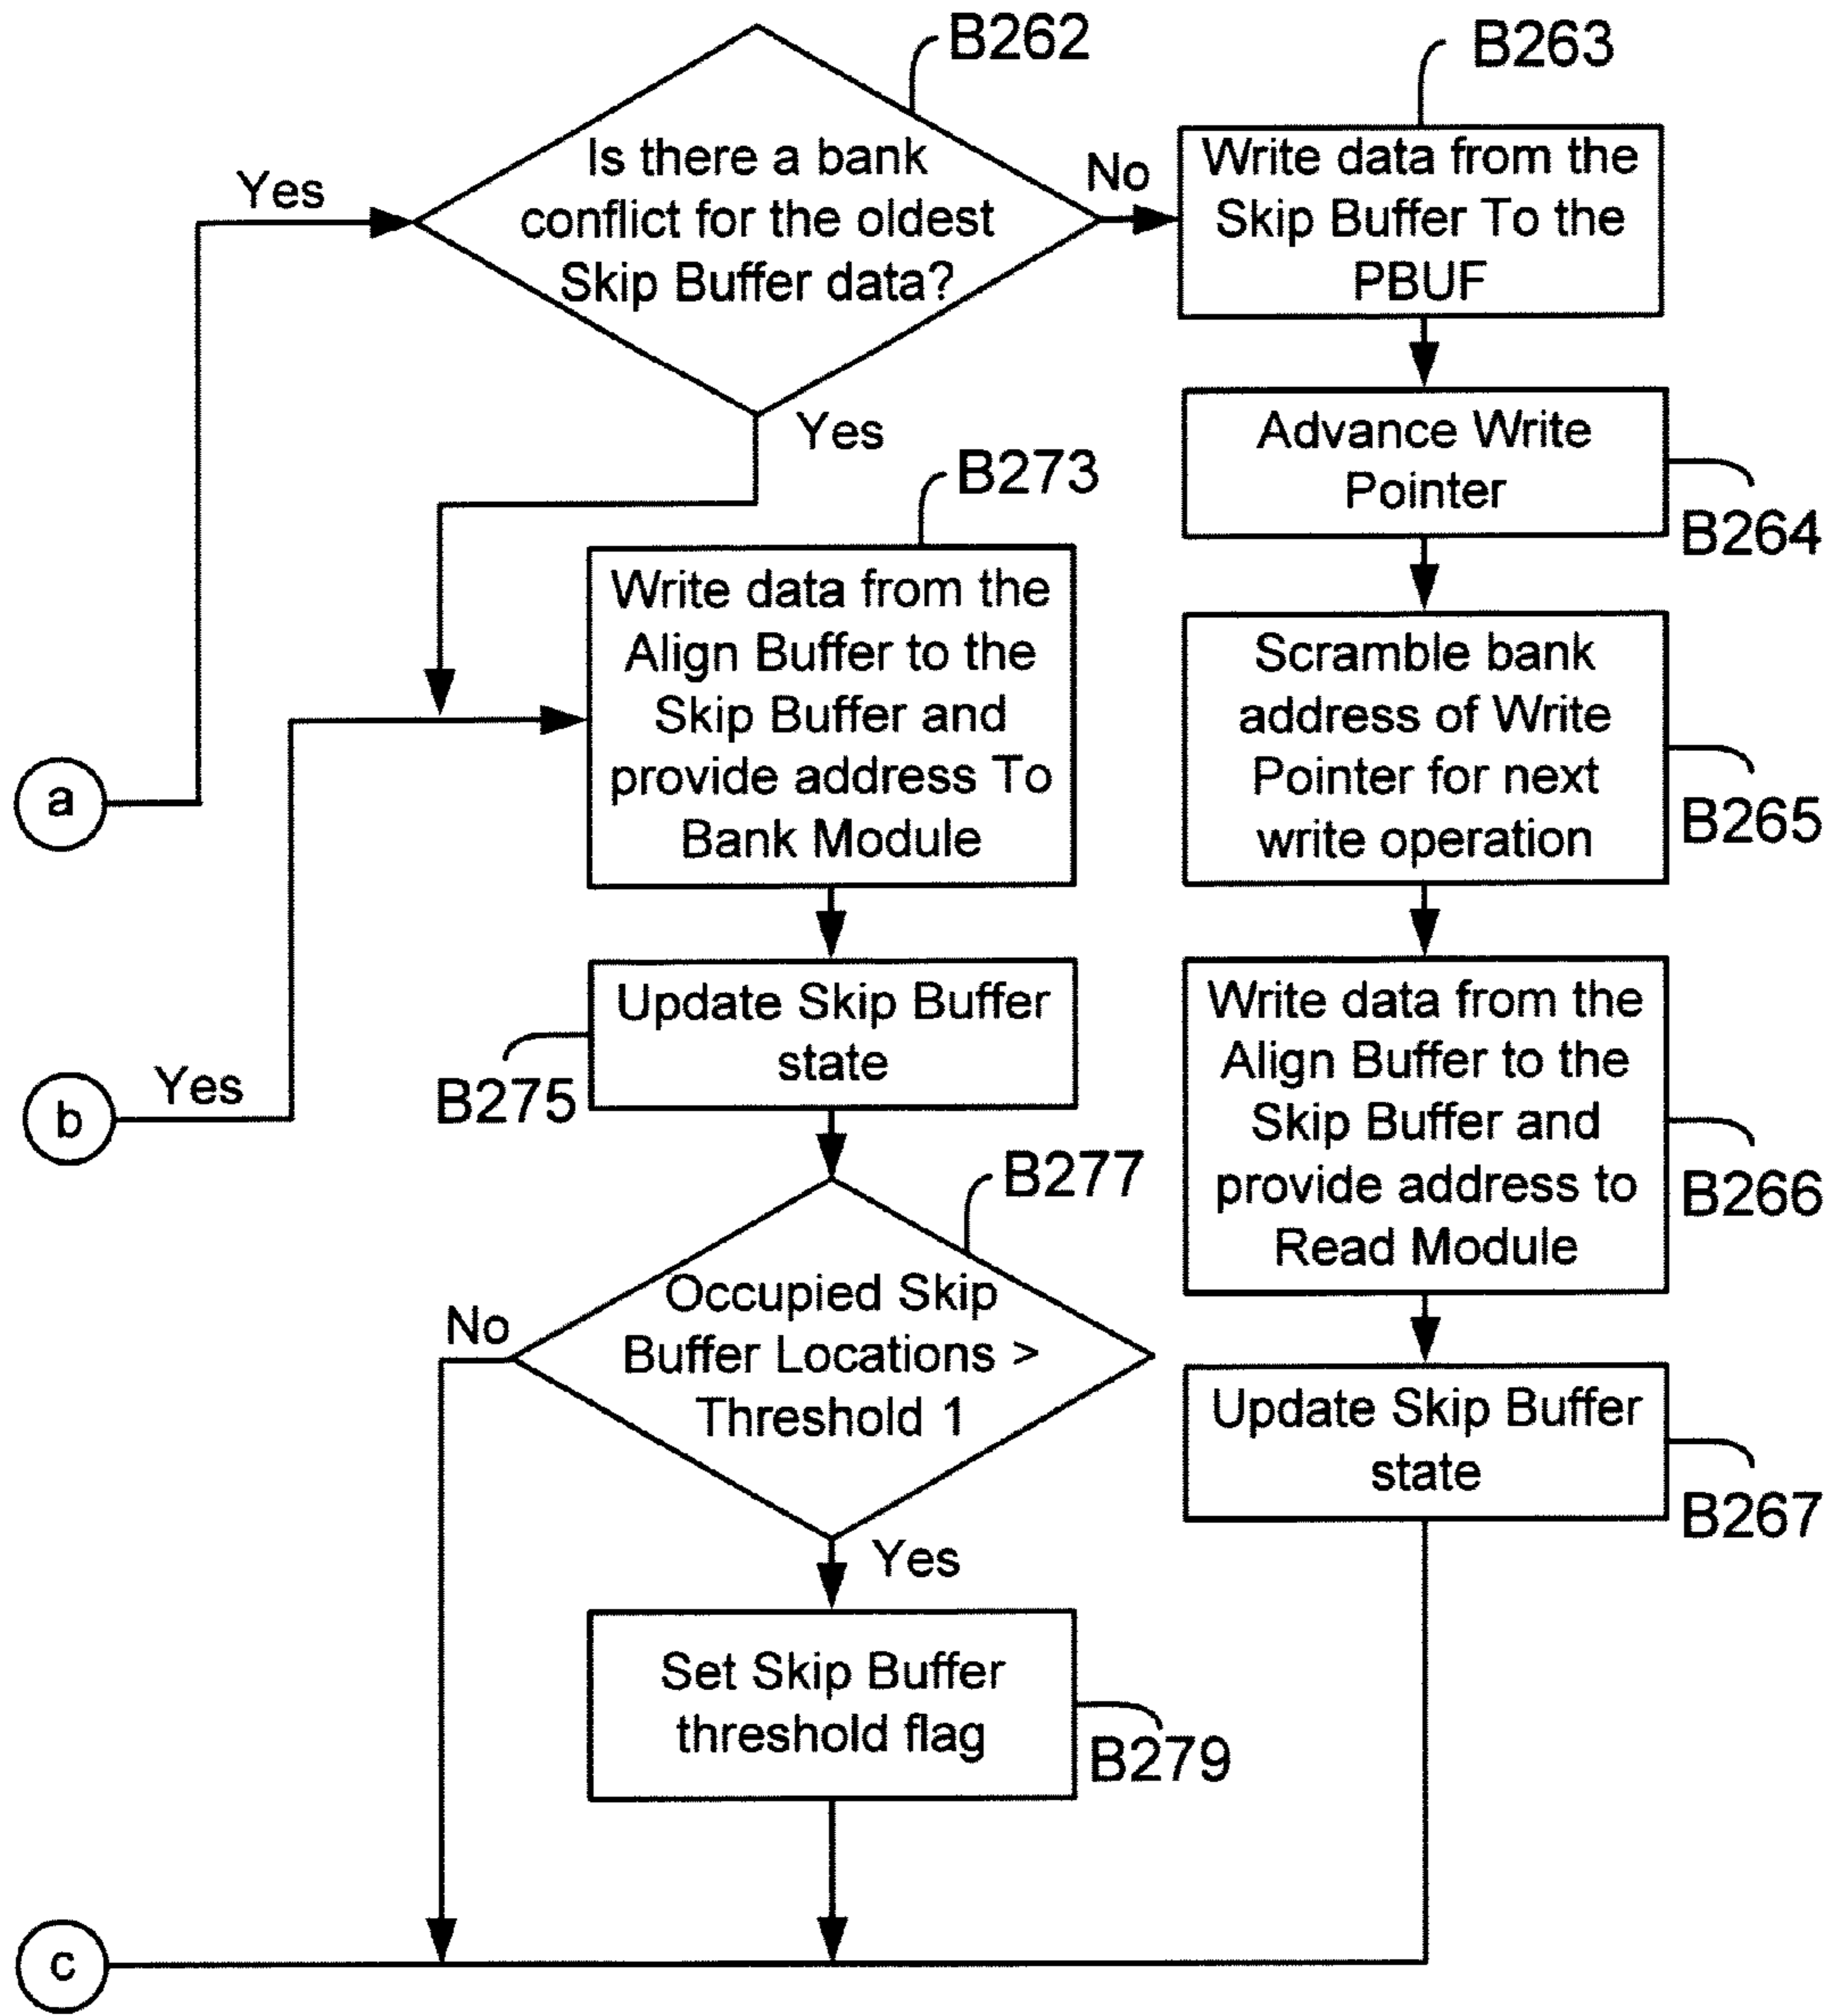 B262
B263
Is there a bank
conflict for the oldest
Skip Buffer data?
Yes
No
Write data from the
Skip Buffer To the
PBUF
Yes
Advance Write
Pointer
B264
B273
Write data from the
Align Buffer to the
Skip Buffer and
provide address To
Bank Module
Scramble bank
address of Write
Pointer for next
write operation
B265
a
Update Skip Buffer
state
B275
Write data from the
Align Buffer to the
Skip Buffer and
provide address to
Read Module
B266
Yes
b
B277
Occupied Skip
Buffer Locations >
Threshold 1
No
Update Skip Buffer
state
B267
Yes
Set Skip Buffer
threshold flag
B279
c